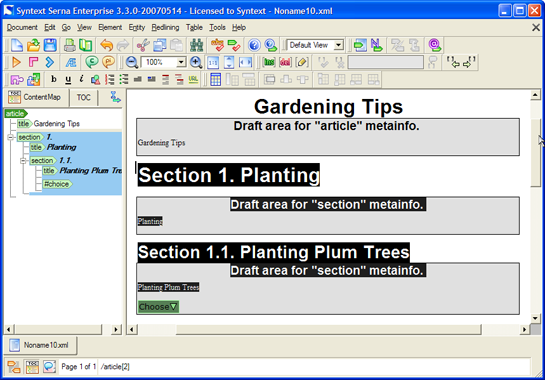 Syntext Serna Enterprise 3.3.0-20070514 - Licensed to Syntext - Noname10.xml
Document Edit Go View Element Entity Redlining Table Tools Help
Default View
100%
b u i
ContentMap TOC
article
title Gardening Tips
section 1.
title Planting
section 1.1.
title Planting Plum Tre
#choice
Gardening Tips
Draft area for "article" metainfo.
Gardening Tips
Section 1. Planting
Draft area for "section" metainfo.
Planting
Section 1.1. Planting Plum Trees
Draft area for "section" metainfo.
Planting Plum Trees
Choose
Noname10.xml
Page 1 of 1 /article[2]